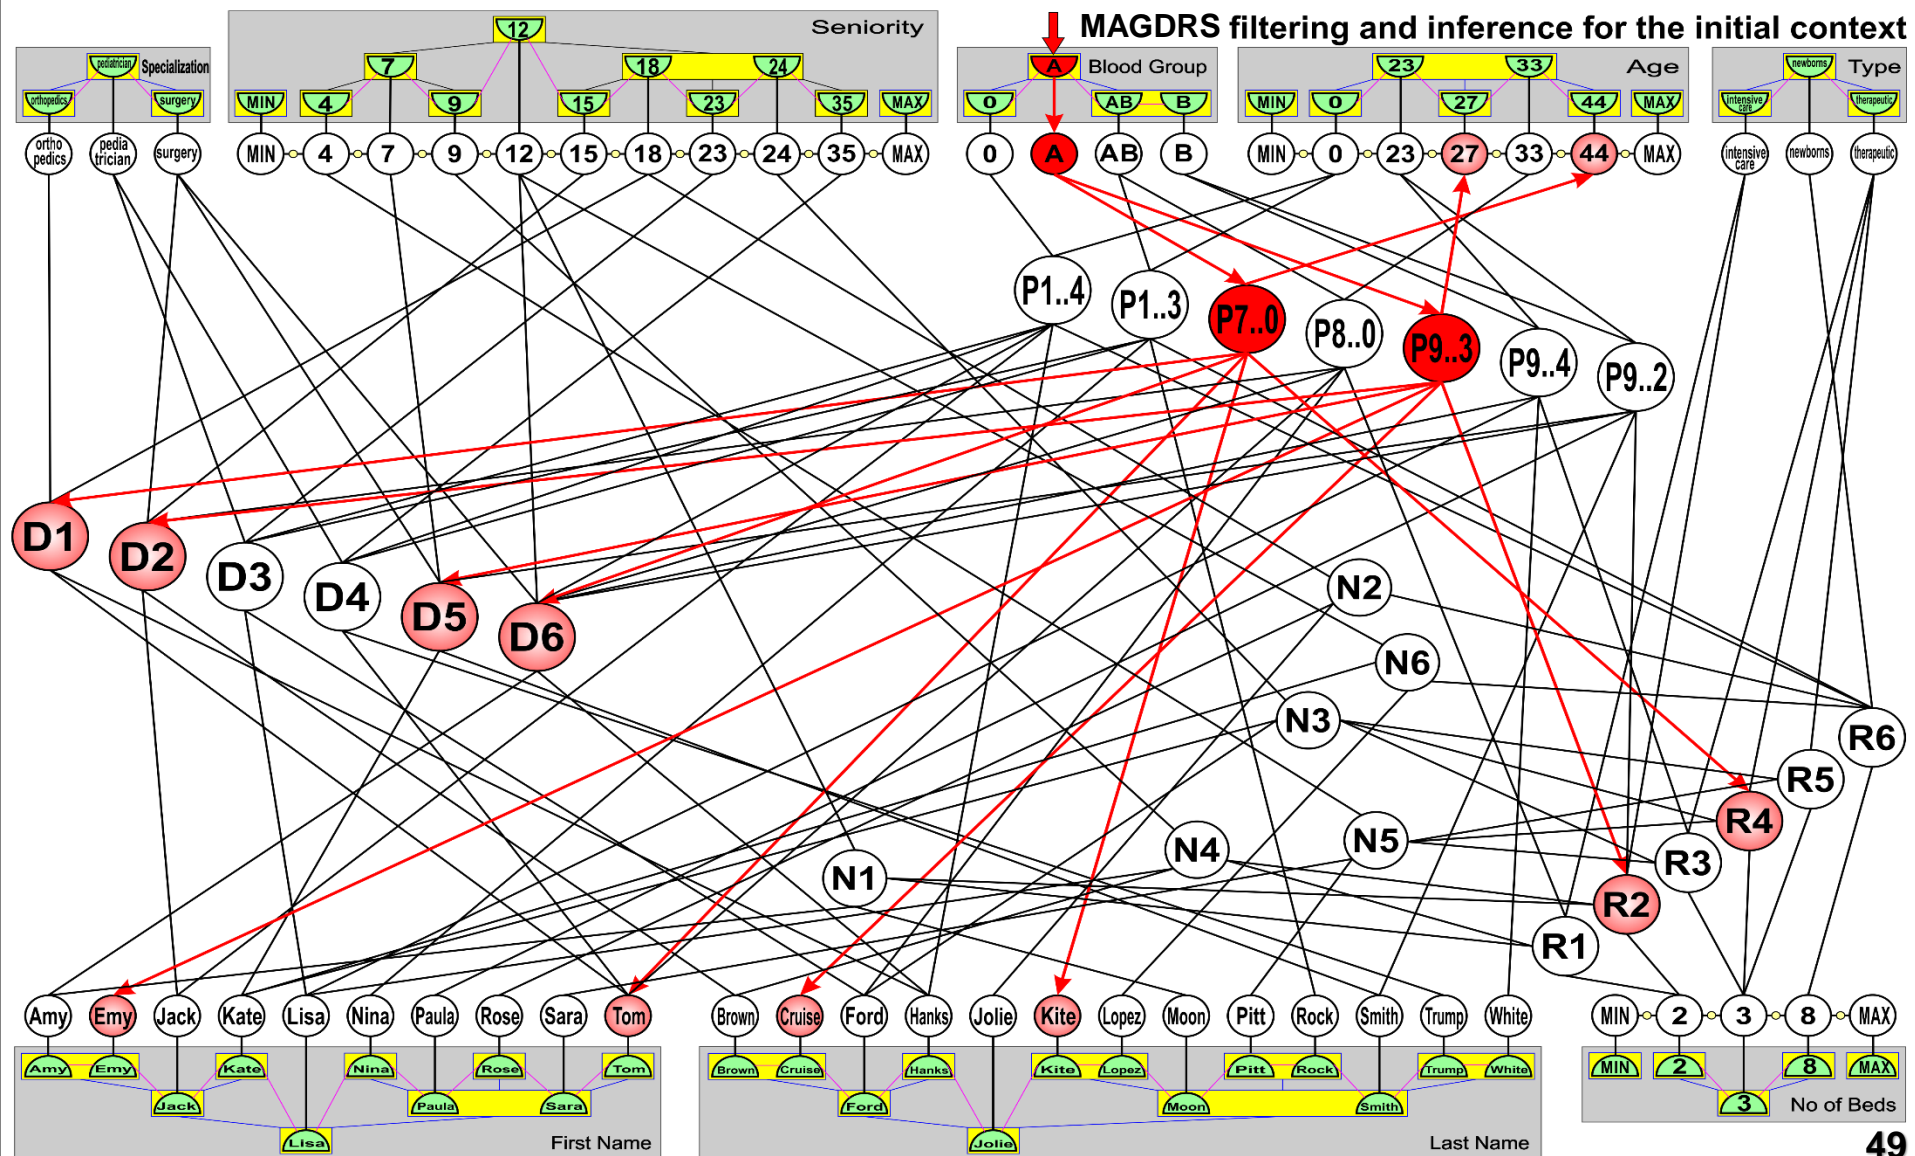 MAGDRS filtering and inference for the initial context
12 Seniority
pediatrician Specialization
7 18 24
A Blood Group
23 33 Age
newborns Type
orthopedics surgery
MIN 4 9 15 23 35 MAX
0 AB B
MIN 0 27 44 MAX
intensive care therapeutic
ortho pedics
pedia trician
surgery
MIN 4 7 9 12 15 18 23 24 35 MAX
0 A AB B
MIN 0 23 27 33 44 MAX
intensive care
newborns
therapeutic
P1..4
P1..3
P7..0
P8..0
P9..3
P9..4
P9..2
D1
D2
D3
D4
D5
D6
N2
N6
N3
R6
R5
R4
N5
N4
R3
N1
R2
R1
Amy Emy Jack Kate Lisa Nina Paula Rose Sara Tom
Brown Cruise Ford Hanks Jolie Kite Lopez Moon Pitt Rock Smith Trump White
MIN 2 3 8 MAX
Amy Emy Kate Nina Rose Tom
Brown Cruise Hanks Kite Lopez Pitt Rock Trump White
MIN 2 8 MAX
Jack Paula Sara
Ford Moon Smith
3 No of Beds
Lisa First Name
Jolie Last Name
49